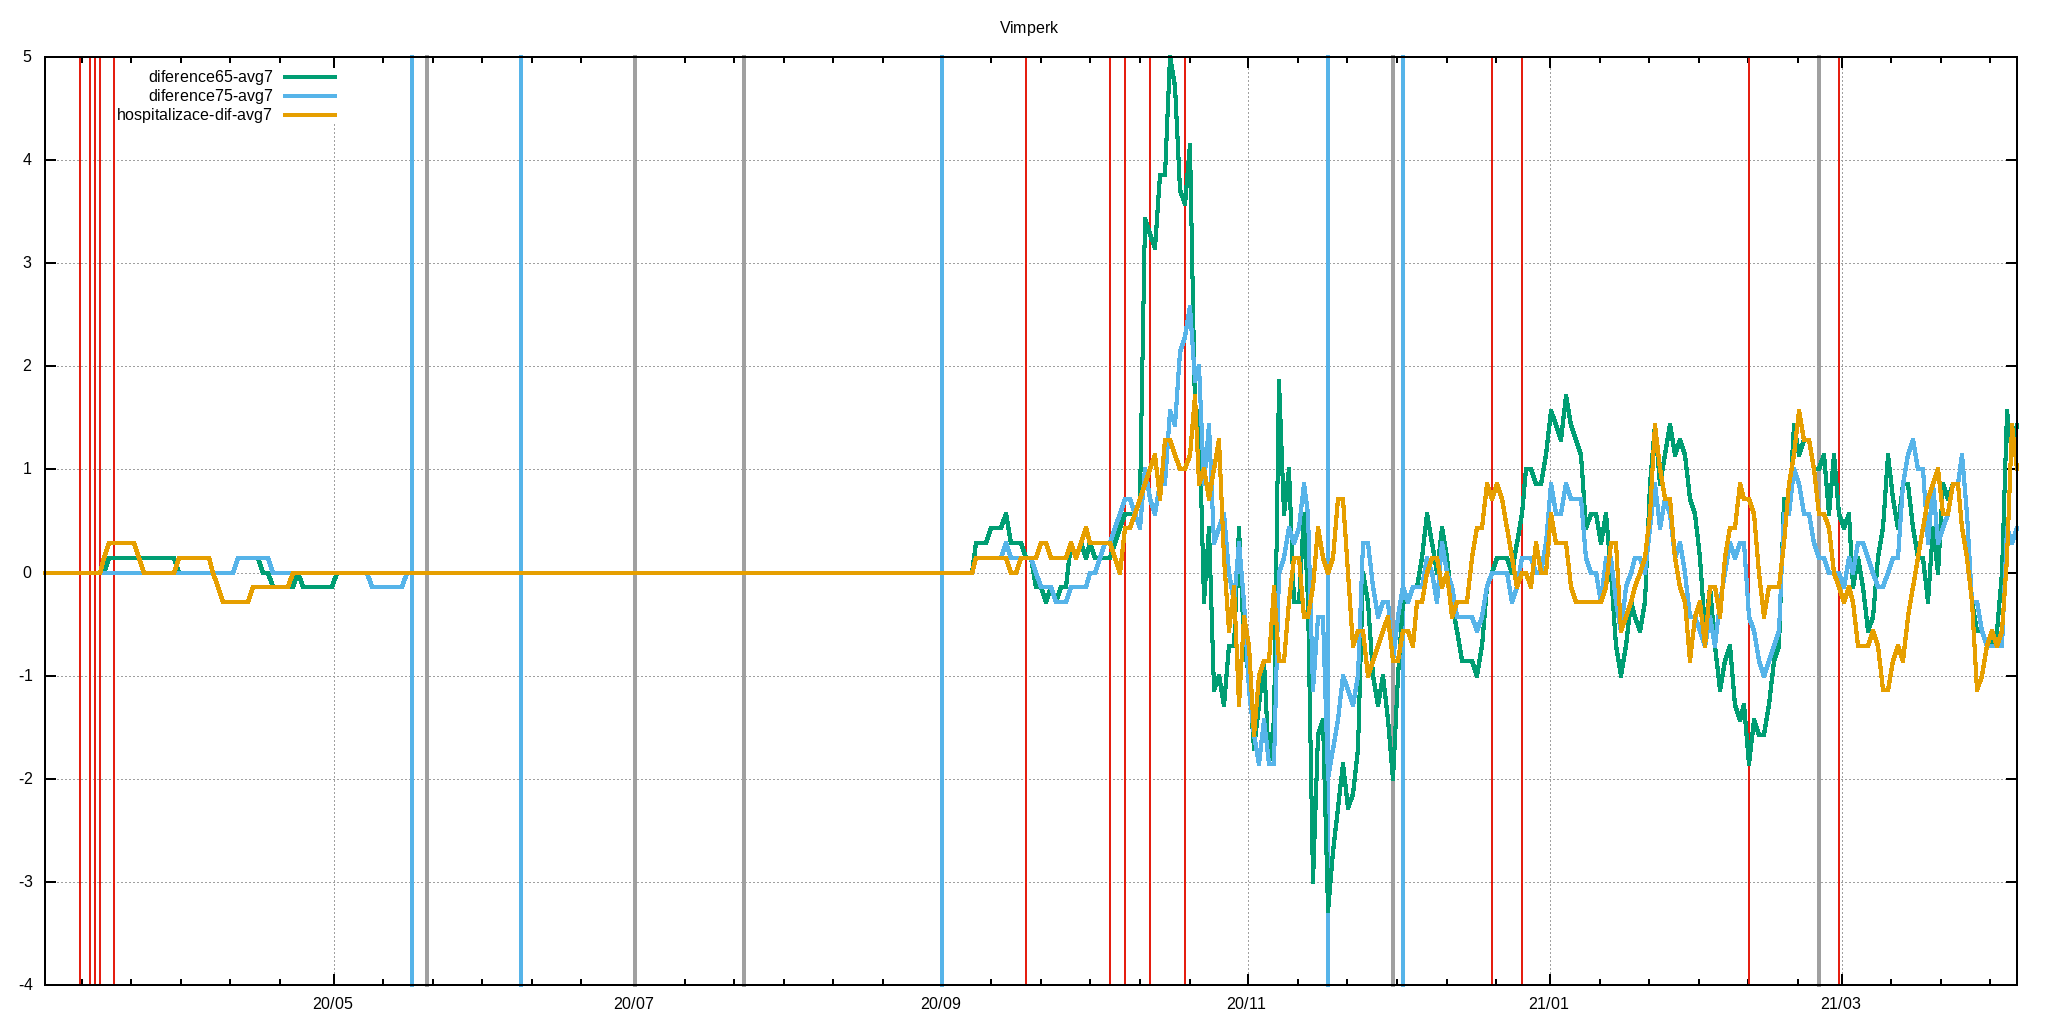 Vimperk
5
diference65-avg7
diference75-avg7
hospitalizace-dif-avg7
4
3
2
1
0
-1
-2
-3
-4
20/05 20/07 20/09 20/11 21/01 21/03